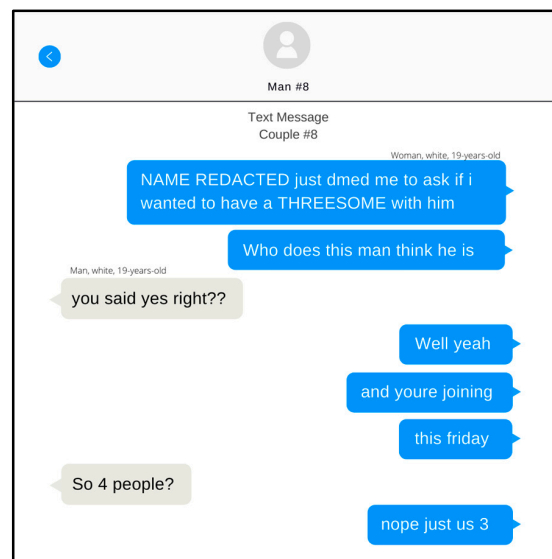 Man #8
Text Message
Couple #8
Woman, white, 19-years-old
NAME REDACTED just dmed me to ask if i
wanted to have a THREESOME with him
Who does this man think he is
Man, white, 19-years-old
you said yes right??
Well yeah
and youre joining
this friday
So 4 people?
nope just us 3